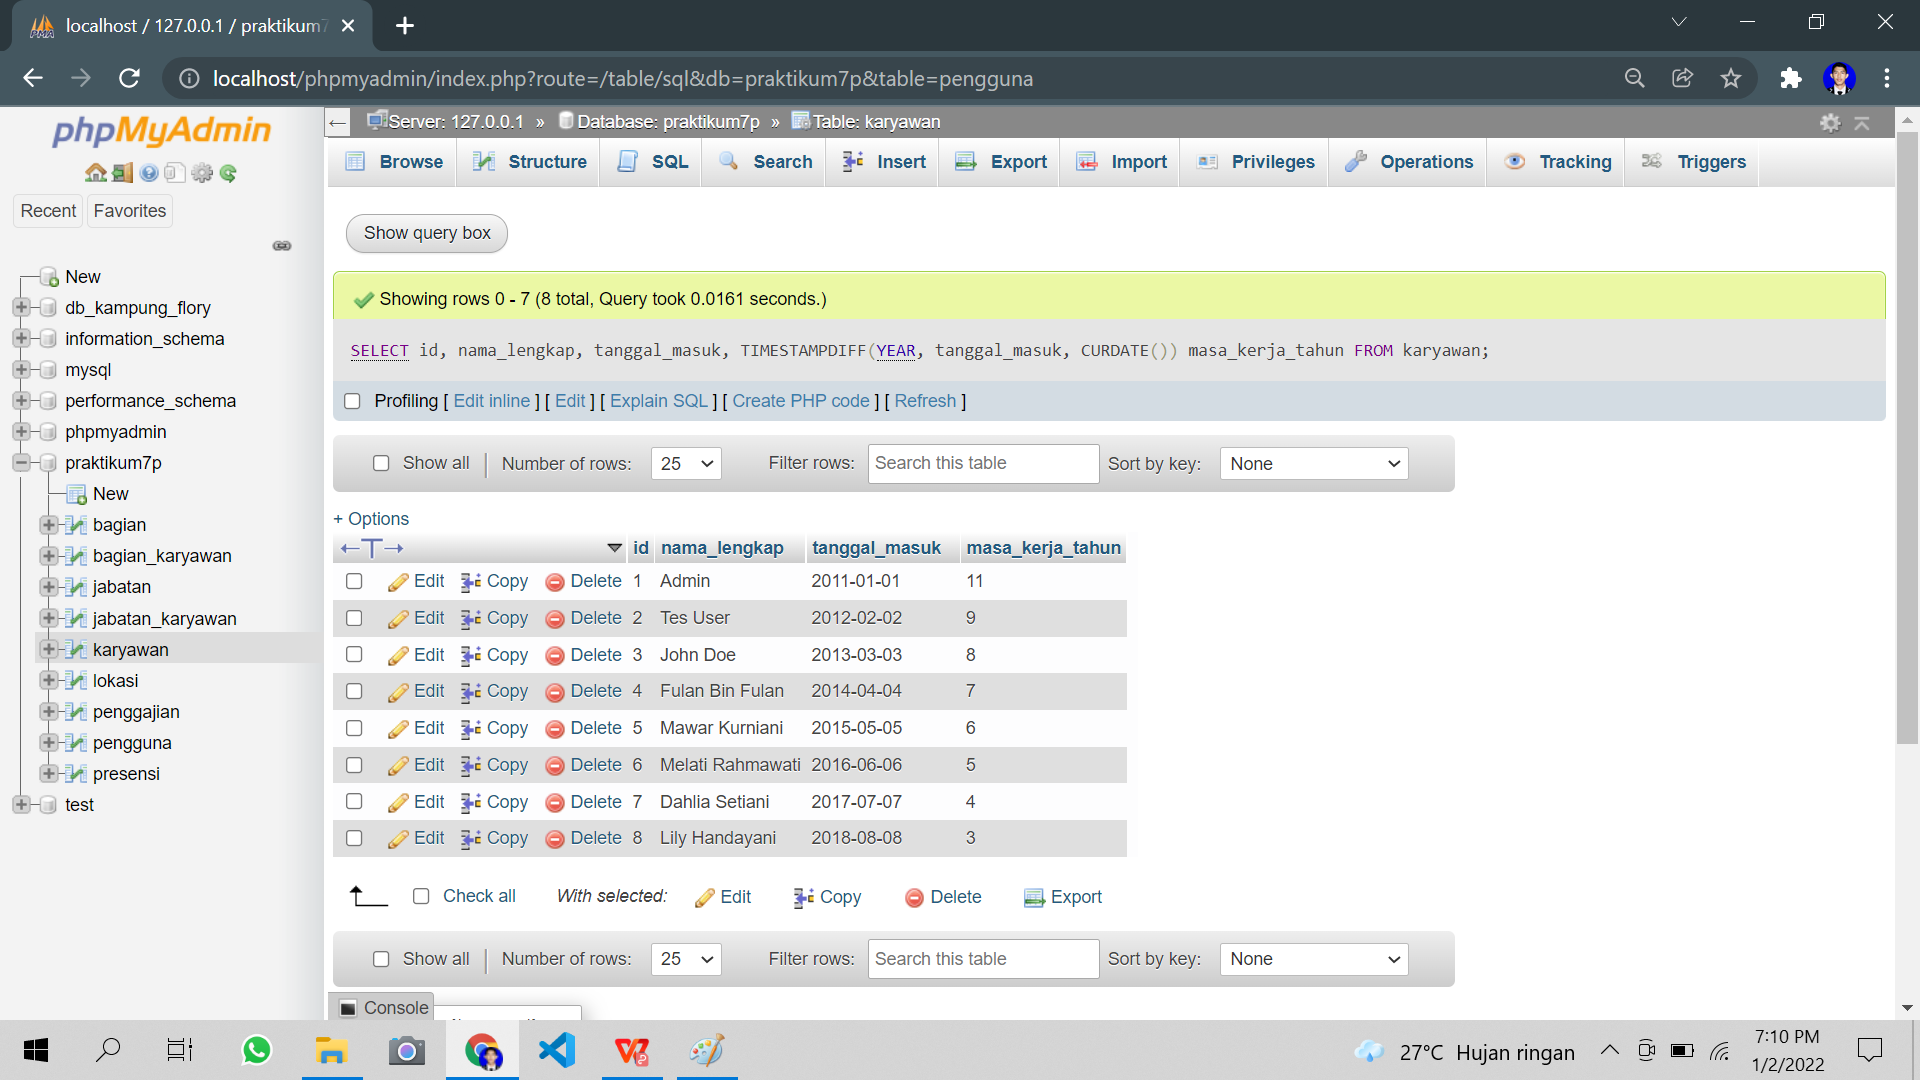 localhost / 127.0.0.1 / praktikum7
localhost/phpmyadmin/index.php?route=/table/sql&db=praktikum7p&table=pengguna
phpMyAdmin
Server: 127.0.0.1 » Database: praktikum7p » Table: karyawan
Browse Structure SQL Search Insert Export Import Privileges Operations Tracking Triggers
Recent Favorites
Show query box
New
db_kampung_flory
information_schema
mysql
performance_schema
phpmyadmin
praktikum7p
New
bagian
bagian_karyawan
jabatan
jabatan_karyawan
karyawan
lokasi
penggajian
pengguna
presensi
test
Showing rows 0 - 7 (8 total, Query took 0.0161 seconds.)
SELECT id, nama_lengkap, tanggal_masuk, TIMESTAMPDIFF(YEAR, tanggal_masuk, CURDATE()) masa_kerja_tahun FROM karyawan;
Profiling [ Edit inline ] [ Edit ] [ Explain SQL ] [ Create PHP code ] [ Refresh ]
Show all | Number of rows: 25 Filter rows: Search this table Sort by key: None
+ Options
←T→ id nama_lengkap tanggal_masuk masa_kerja_tahun
Edit Copy Delete 1 Admin 2011-01-01 11
Edit Copy Delete 2 Tes User 2012-02-02 9
Edit Copy Delete 3 John Doe 2013-03-03 8
Edit Copy Delete 4 Fulan Bin Fulan 2014-04-04 7
Edit Copy Delete 5 Mawar Kurniani 2015-05-05 6
Edit Copy Delete 6 Melati Rahmawati 2016-06-06 5
Edit Copy Delete 7 Dahlia Setiani 2017-07-07 4
Edit Copy Delete 8 Lily Handayani 2018-08-08 3
Check all With selected: Edit Copy Delete Export
Show all | Number of rows: 25 Filter rows: Search this table Sort by key: None
Console
27°C Hujan ringan
7:10 PM
1/2/2022